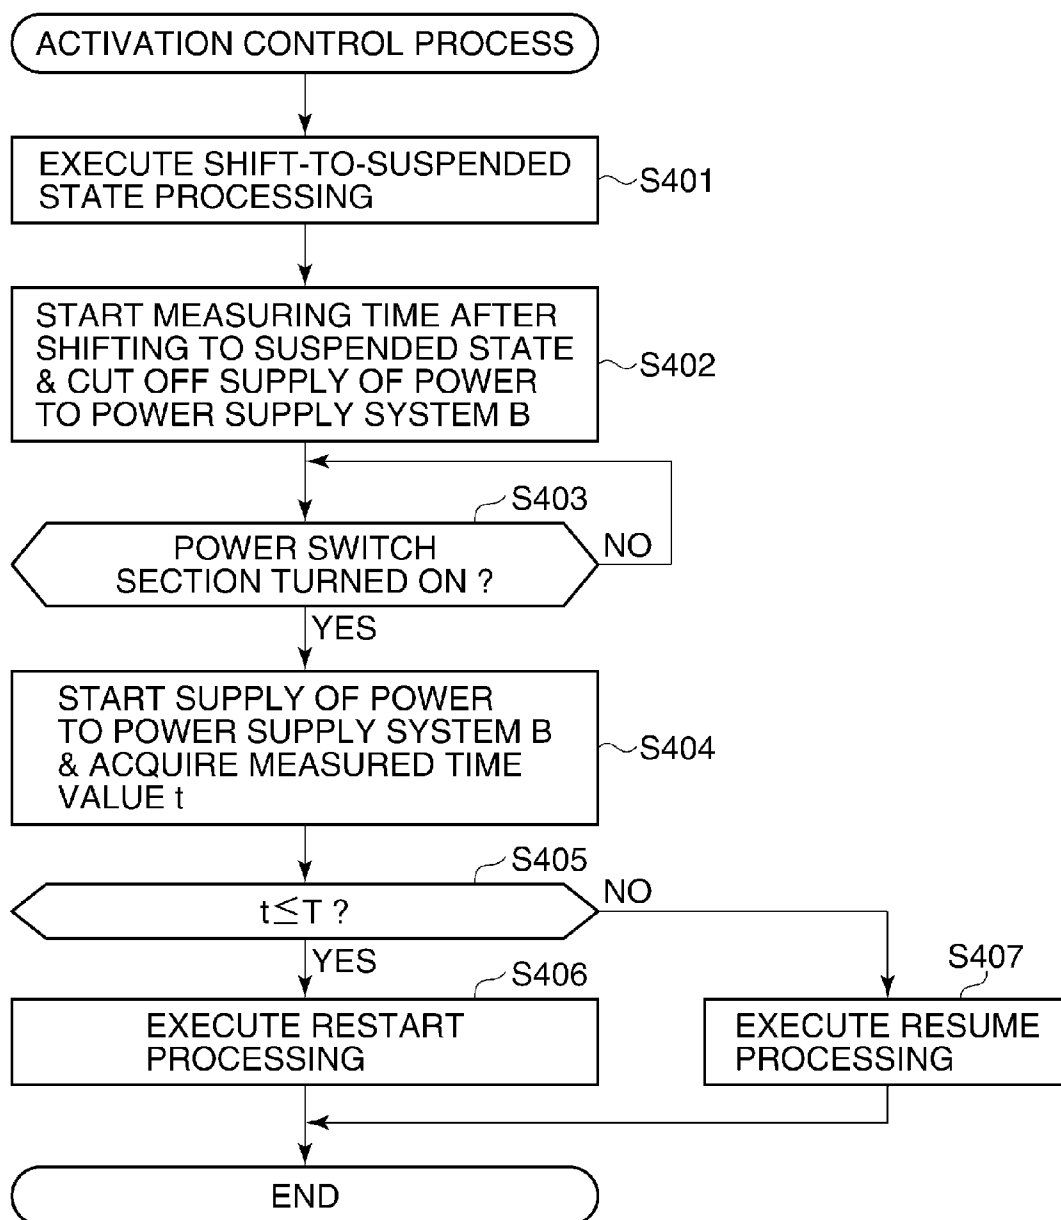 ACTIVATION CONTROL PROCESS
EXECUTE SHIFT-TO-SUSPENDED
STATE PROCESSING
S401
START MEASURING TIME AFTER
SHIFTING TO SUSPENDED STATE
& CUT OFF SUPPLY OF POWER
TO POWER SUPPLY SYSTEM B
S402
S403
POWER SWITCH
SECTION TURNED ON ?
NO
YES
START SUPPLY OF POWER
TO POWER SUPPLY SYSTEM B
& ACQUIRE MEASURED TIME
VALUE t
S404
S405
t≦T ?
NO
YES
S406
EXECUTE RESTART
PROCESSING
S407
EXECUTE RESUME
PROCESSING
END